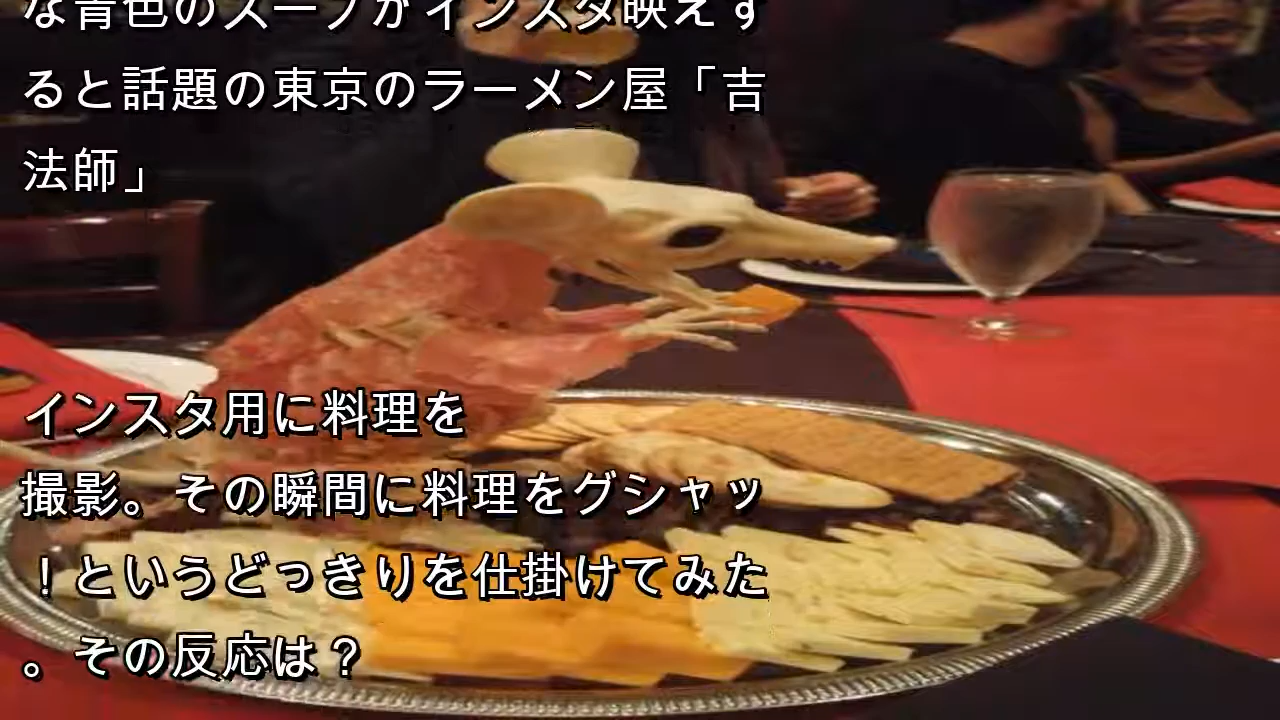 な青色のスープがインスタ映えす
ると話題の東京のラーメン屋「吉
法師」
インスタ用に料理を
撮影。その瞬間に料理をグシャッ
！というどっきりを仕掛けてみた
。その反応は？